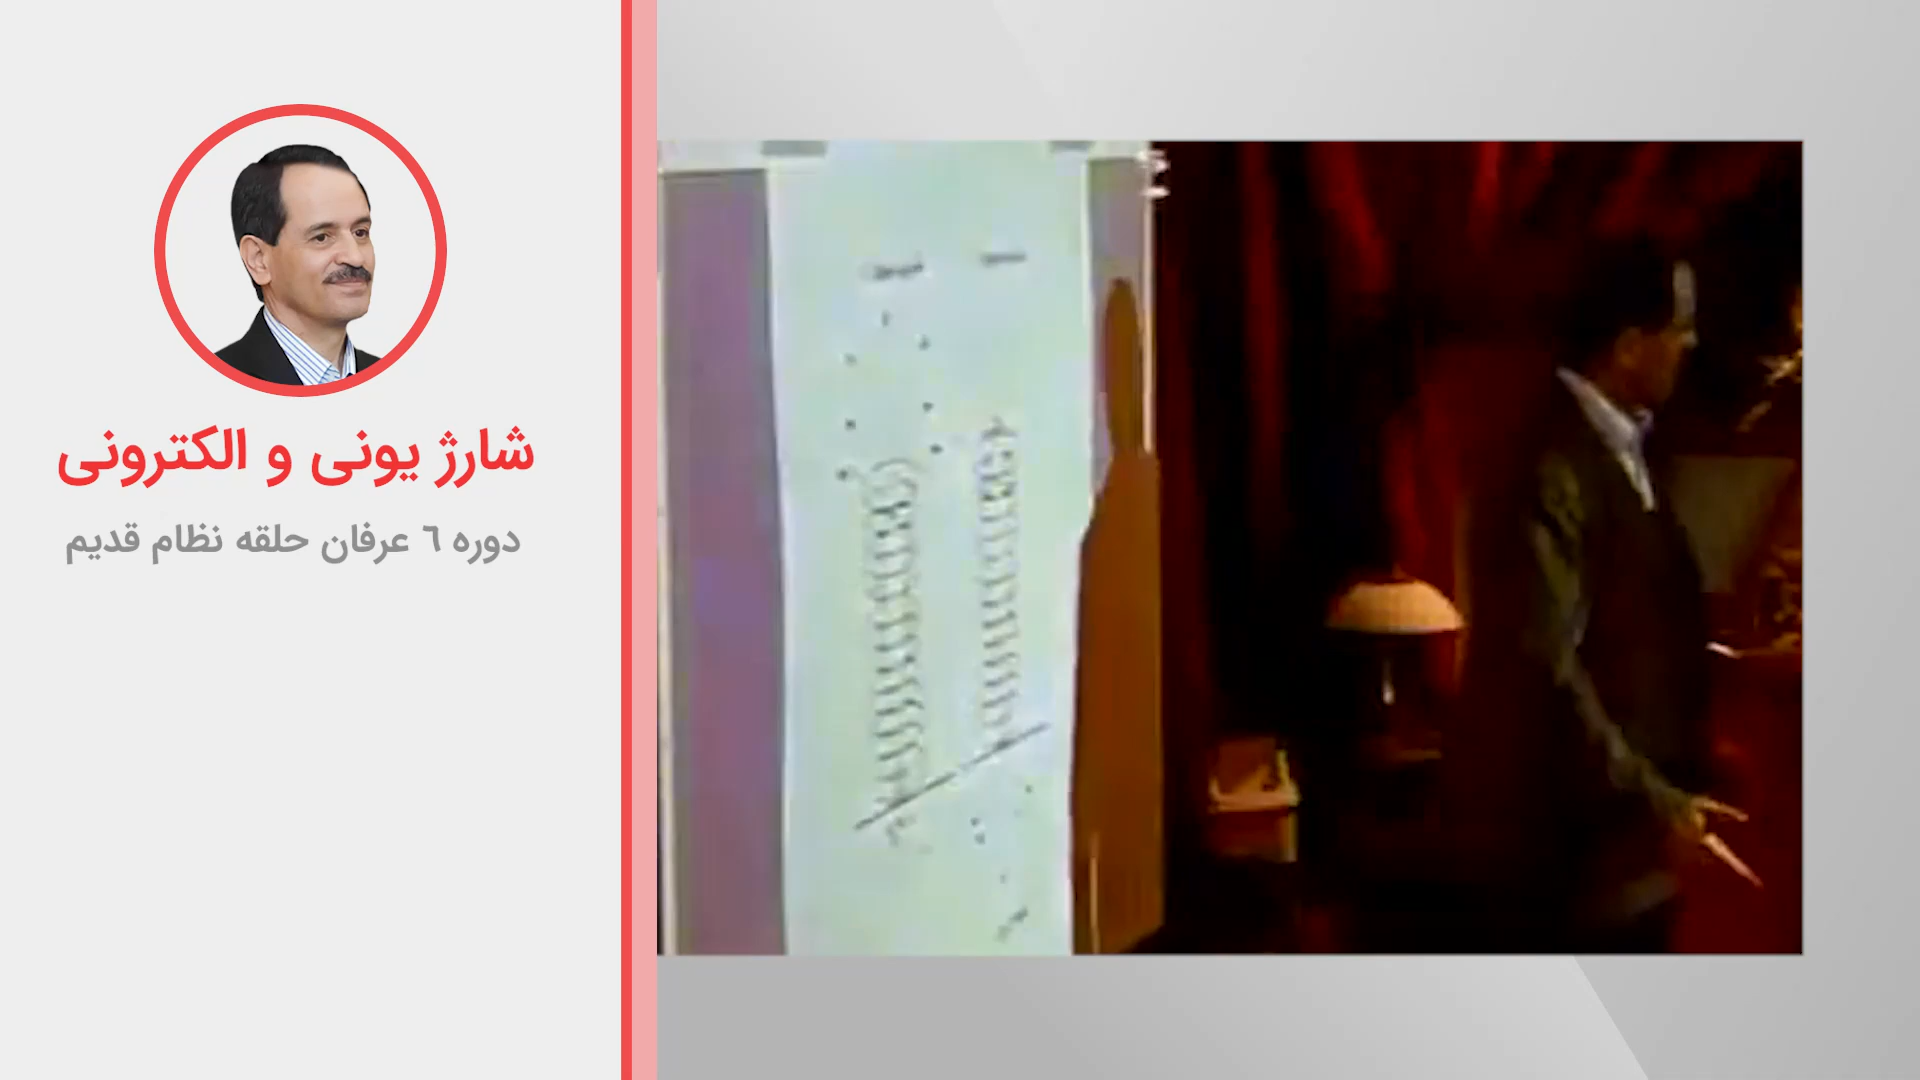 شارژ یونی و الکترونی
دوره ٦ عرفان حلقه نظام قدیم